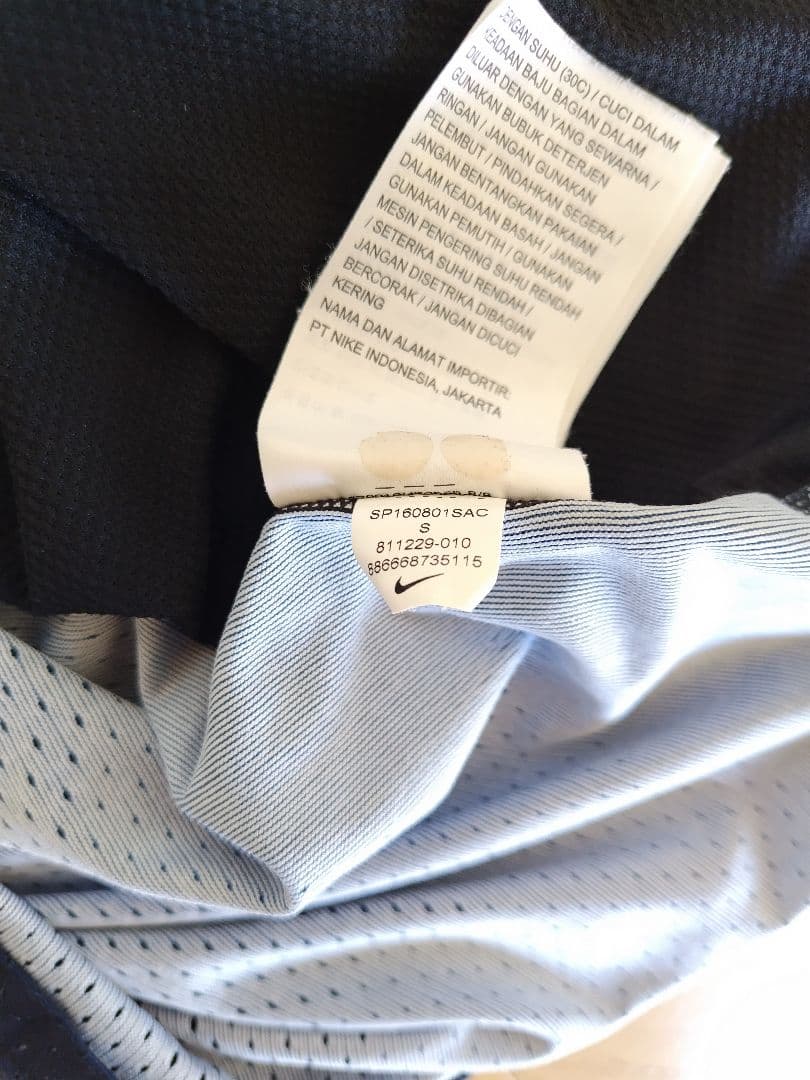 DENGAN SUHU (30C) / CUCI DALAM
KEADAAN BAJU BAGIAN DALAM
DILUAR DENGAN YANG SEWARNA /
GUNAKAN BUBUK DETERJEN
RINGAN / JANGAN GUNAKAN
PELEMBUT / PINDAHKAN SEGERA /
JANGAN BENTANGKAN PAKAIAN
DALAM KEADAAN BASAH / JANGAN
GUNAKAN PEMUTIH / GUNAKAN
MESIN PENGERING SUHU RENDAH
/ SETERIKA SUHU RENDAH /
JANGAN DISETRIKA DIBAGIAN
BERCORAK / JANGAN DICUCI
KERING
NAMA DAN ALAMAT IMPORTIR:
PT NIKE INDONESIA, JAKARTA
SP160801SAC
S
811229-010
886668735115